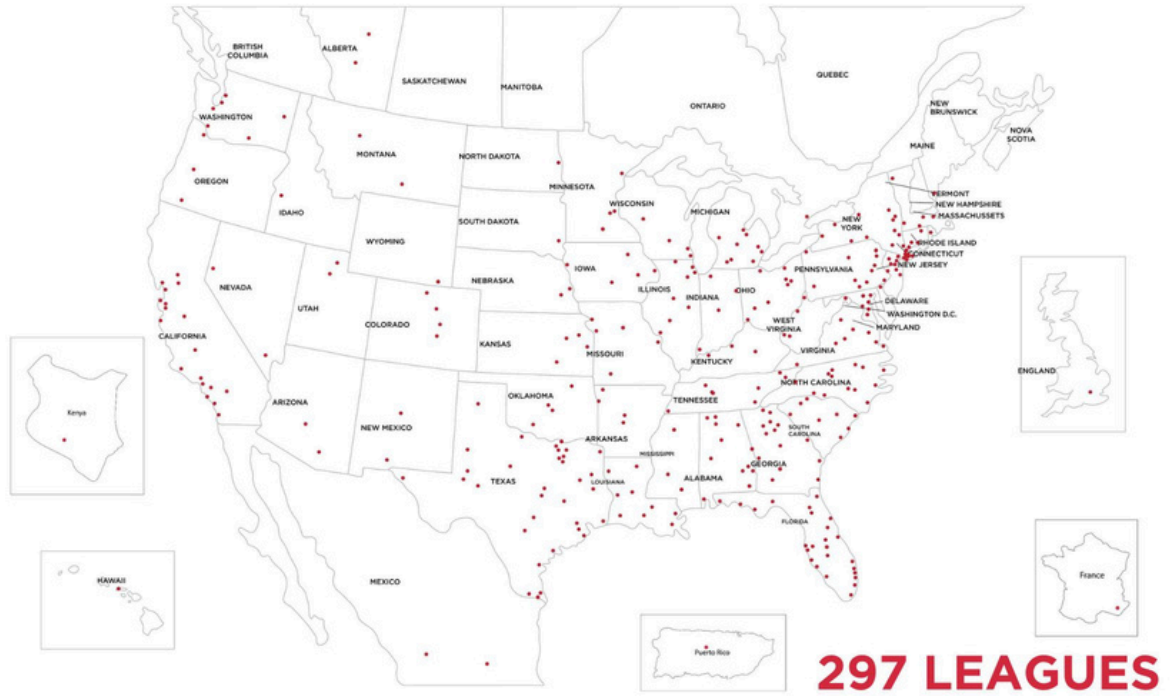 BRITISH
COLUMBIA
ALBERTA
SASKATCHEWAN
MANITOBA
ONTARIO
QUEBEC
NEW
BRUNSWICK
NOVA
SCOTIA
MAINE
WASHINGTON
MONTANA
NORTH DAKOTA
MINNESOTA
OREGON
IDAHO
WYOMING
SOUTH DAKOTA
WISCONSIN
MICHIGAN
NEW
YORK
VERMONT
NEW HAMPSHIRE
MASSACHUSSETS
RHODE ISLAND
CONNECTICUT
NEW JERSEY
PENNSYLVANIA
NEVADA
UTAH
COLORADO
NEBRASKA
IOWA
ILLINOIS
INDIANA
OHIO
DELAWARE
WASHINGTON D.C.
MARYLAND
WEST
VIRGINIA
VIRGINIA
CALIFORNIA
KANSAS
MISSOURI
KENTUCKY
ARIZONA
NEW MEXICO
OKLAHOMA
TENNESSEE
NORTH CAROLINA
SOUTH
CAROLINA
ARKANSAS
MISSISSIPPI
ALABAMA
GEORGIA
TEXAS
LOUISIANA
FLORIDA
MEXICO
ENGLAND
Kenya
HAWAII
Puerto Rico
France
297 LEAGUES